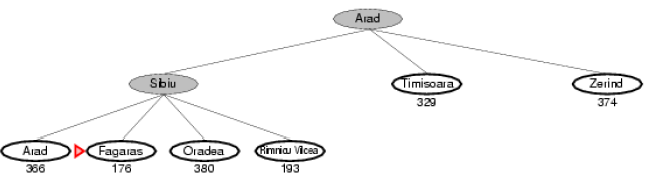 Arad
Sibiu
Timisoara
Zerind
329
374
Arad
Fagaras
Oradea
Rimnicu Vilcea
366
176
380
193